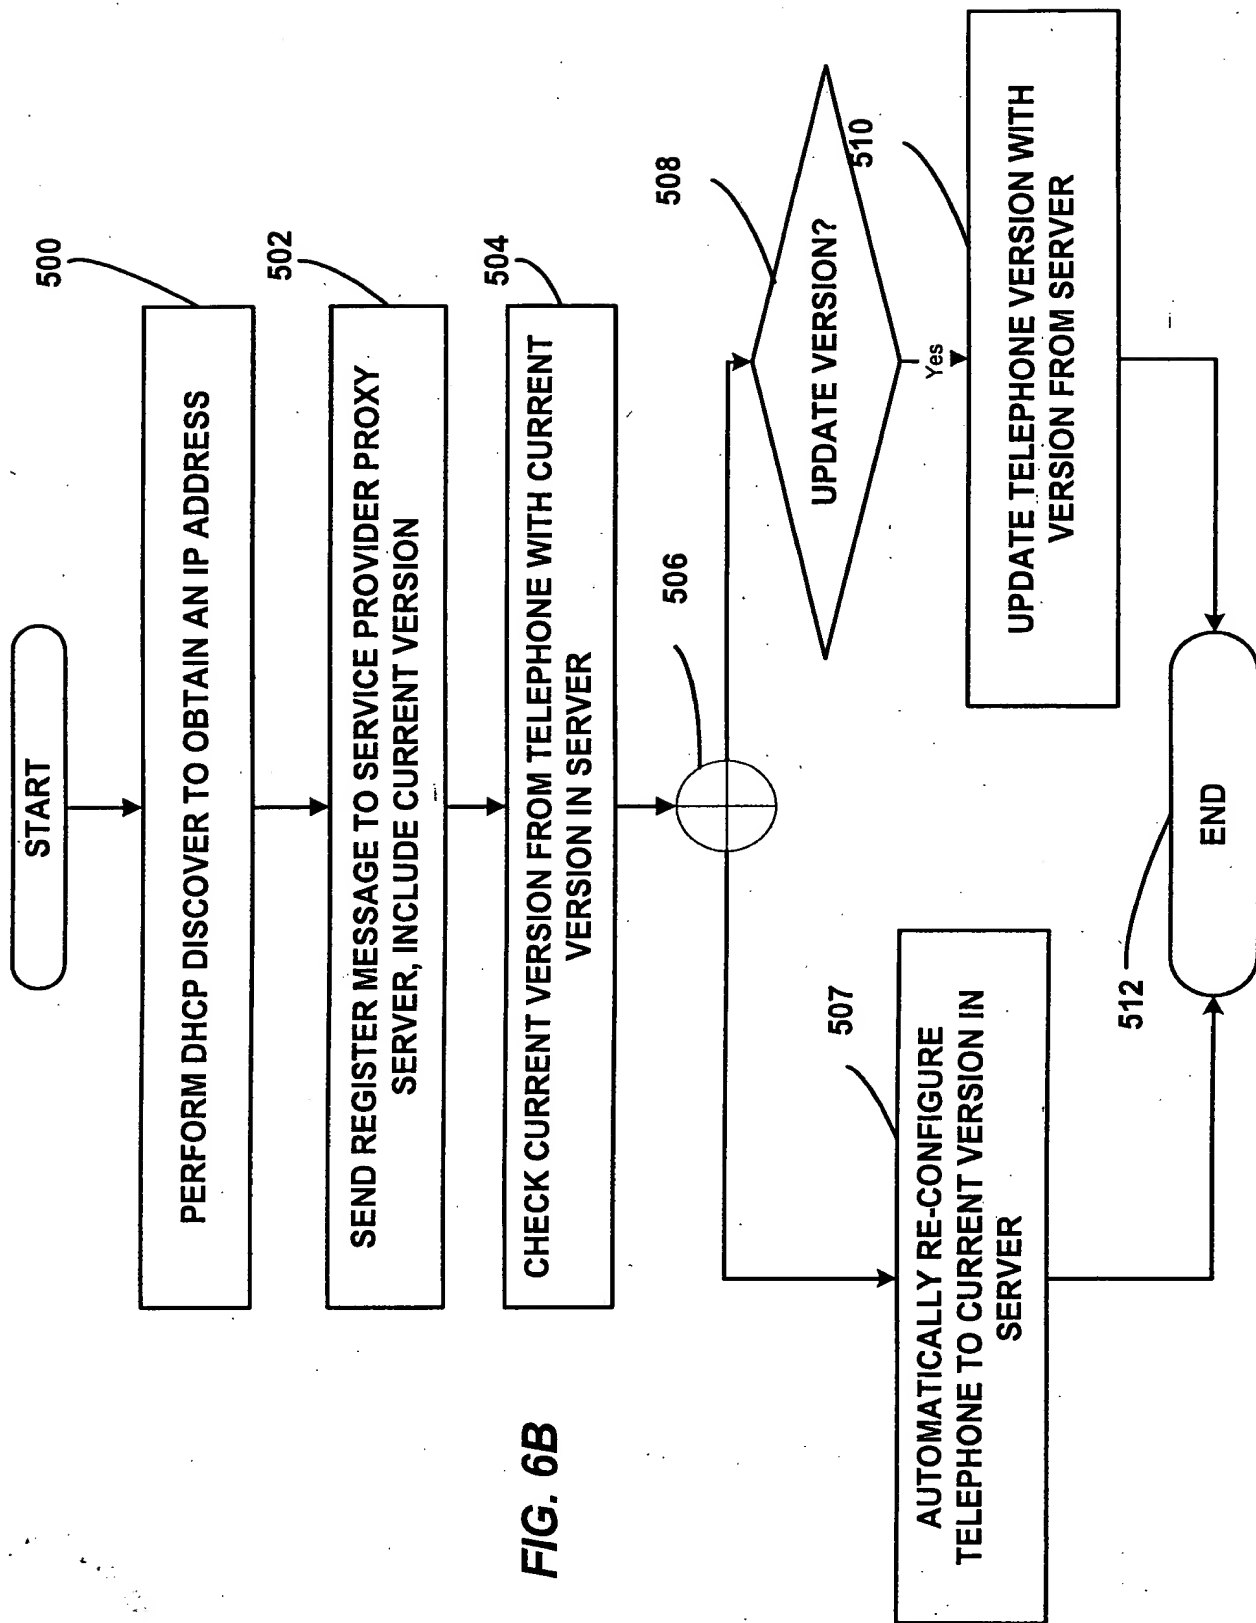 START
500
PERFORM DHCP DISCOVER TO OBTAIN AN IP ADDRESS
502
SEND REGISTER MESSAGE TO SERVICE PROVIDER PROXY
SERVER, INCLUDE CURRENT VERSION
504
CHECK CURRENT VERSION FROM TELEPHONE WITH CURRENT
VERSION IN SERVER
506
507
AUTOMATICALLY RE-CONFIGURE
TELEPHONE TO CURRENT VERSION IN
SERVER
508
UPDATE VERSION?
Yes
510
UPDATE TELEPHONE VERSION WITH
VERSION FROM SERVER
512
END
FIG. 6B